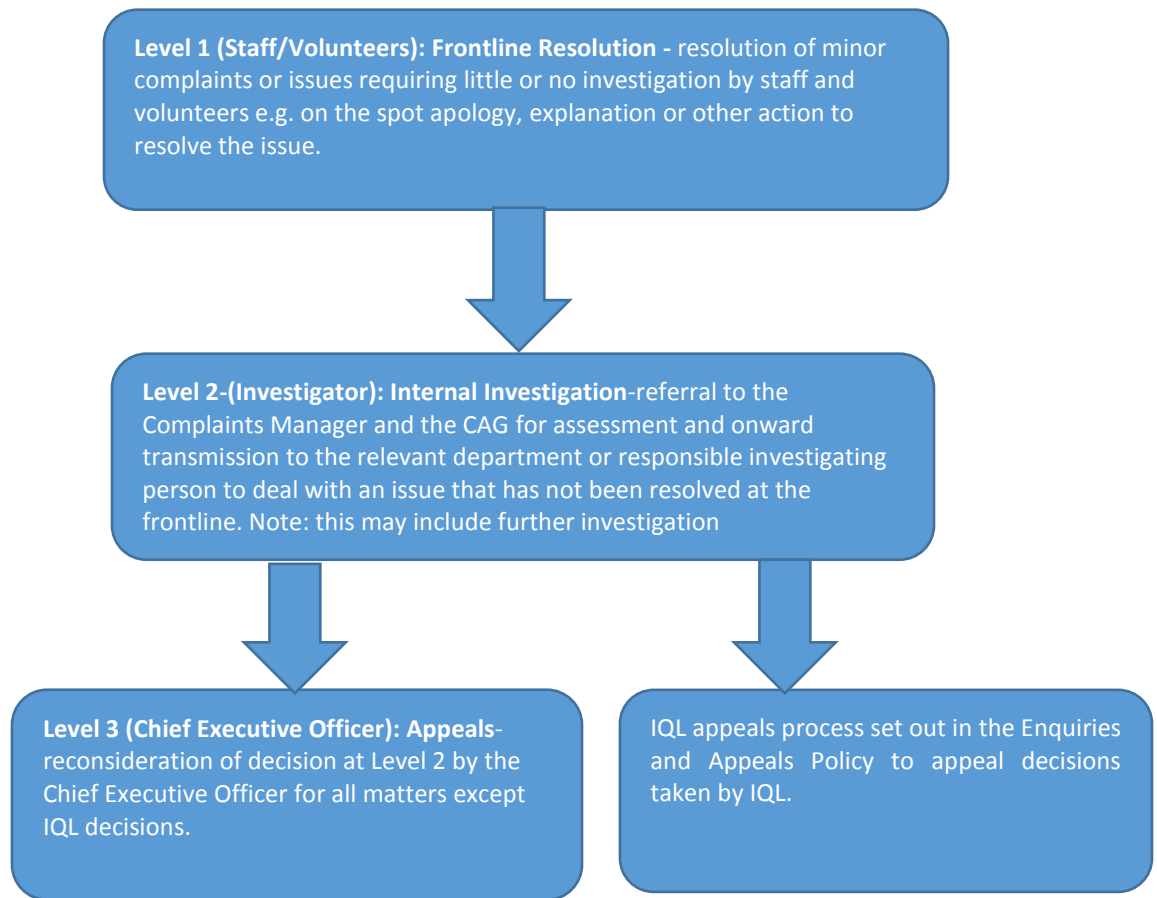 Level 1 (Staff/Volunteers): Frontline Resolution - resolution of minor
complaints or issues requiring little or no investigation by staff and
volunteers e.g. on the spot apology, explanation or other action to
resolve the issue.
Level 2-(Investigator): Internal Investigation-referral to the
Complaints Manager and the CAG for assessment and onward
transmission to the relevant department or responsible investigating
person to deal with an issue that has not been resolved at the
frontline. Note: this may include further investigation
Level 3 (Chief Executive Officer): Appeals-
reconsideration of decision at Level 2 by the
Chief Executive Officer for all matters except
IQL decisions.
IQL appeals process set out in the Enquiries
and Appeals Policy to appeal decisions
taken by IQL.